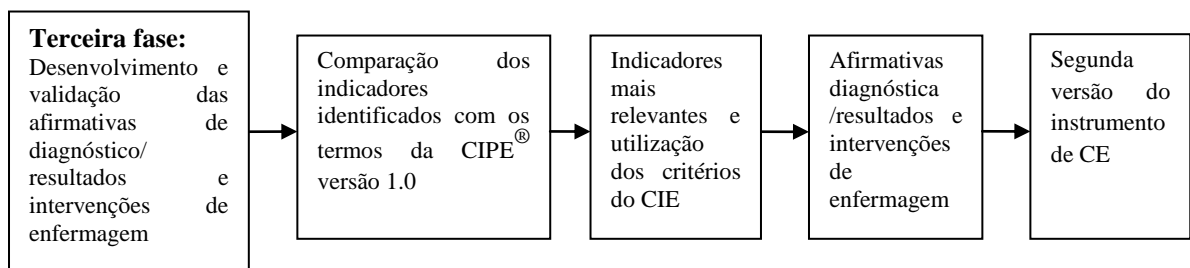 Terceira fase:
Desenvolvimento e
validação das
afirmativas de
diagnóstico/
resultados e
intervenções de
enfermagem
Comparação dos
indicadores
identificados com os
termos da CIPE®
versão 1.0
Indicadores
mais
relevantes e
utilização
dos critérios
do CIE
Afirmativas
diagnóstica
/resultados e
intervenções
de
enfermagem
Segunda
versão do
instrumento
de CE